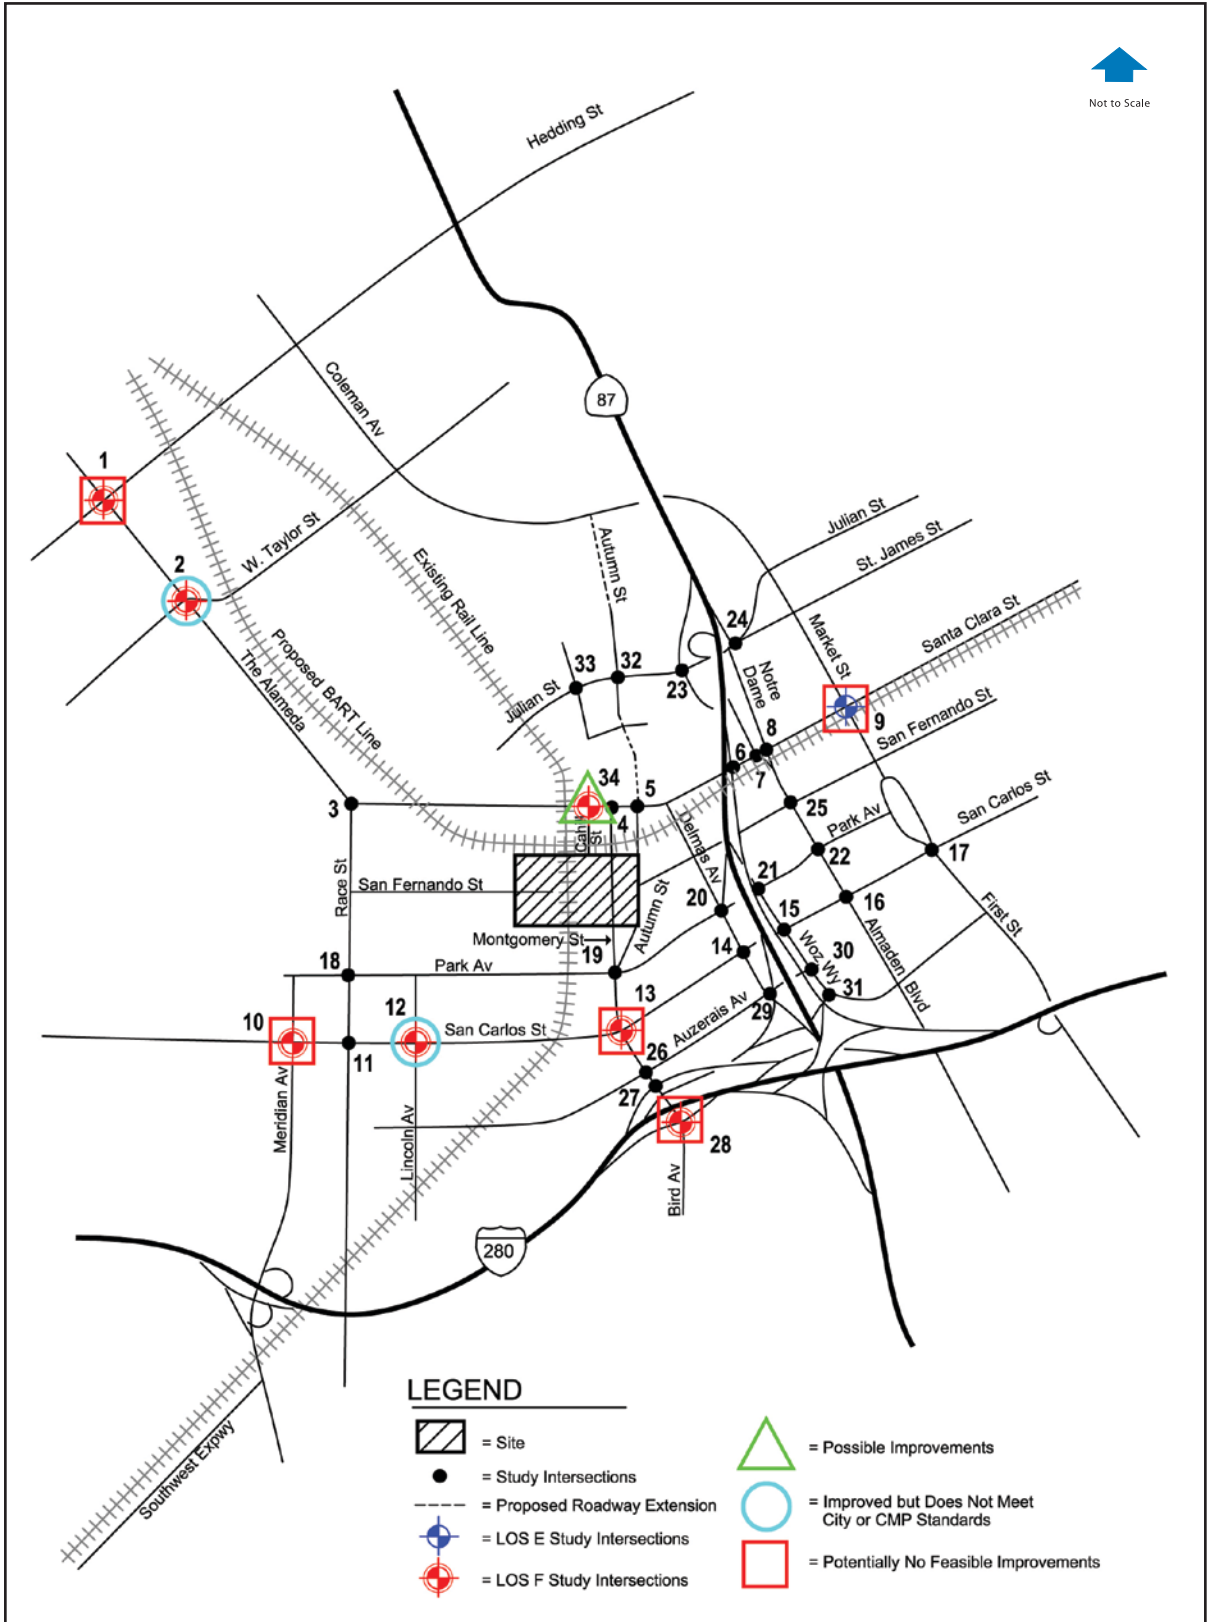 Not to Scale
Hedding St
87
Coleman Av
1
Julian St
W. Taylor St
St. James St
Autumn St
2
Existing Rail Line
Santa Clara St
24
Market St
Proposed BART Line
33
32
Notre
Dame
23
The Alameda
Julian St
9
San Fernando St
8
6
7
34
San Carlos St
3
5
4
25
Cahill
St
Delmas Av
Park Av
22
17
21
Race St
San Fernando St
Autumn St
20
15
16
First St
Montgomery St
14
Woz Wy
30
Almaden Blvd
19
18
Park Av
31
13
10
12
San Carlos St
Auzerais Av
29
11
26
Meridian Av
27
Lincoln Av
28
Bird Av
280
Southwest Expwy
LEGEND
= Site
= Study Intersections
= Proposed Roadway Extension
= LOS E Study Intersections
= LOS F Study Intersections
= Possible Improvements
= Improved but Does Not Meet
City or CMP Standards
= Potentially No Feasible Improvements